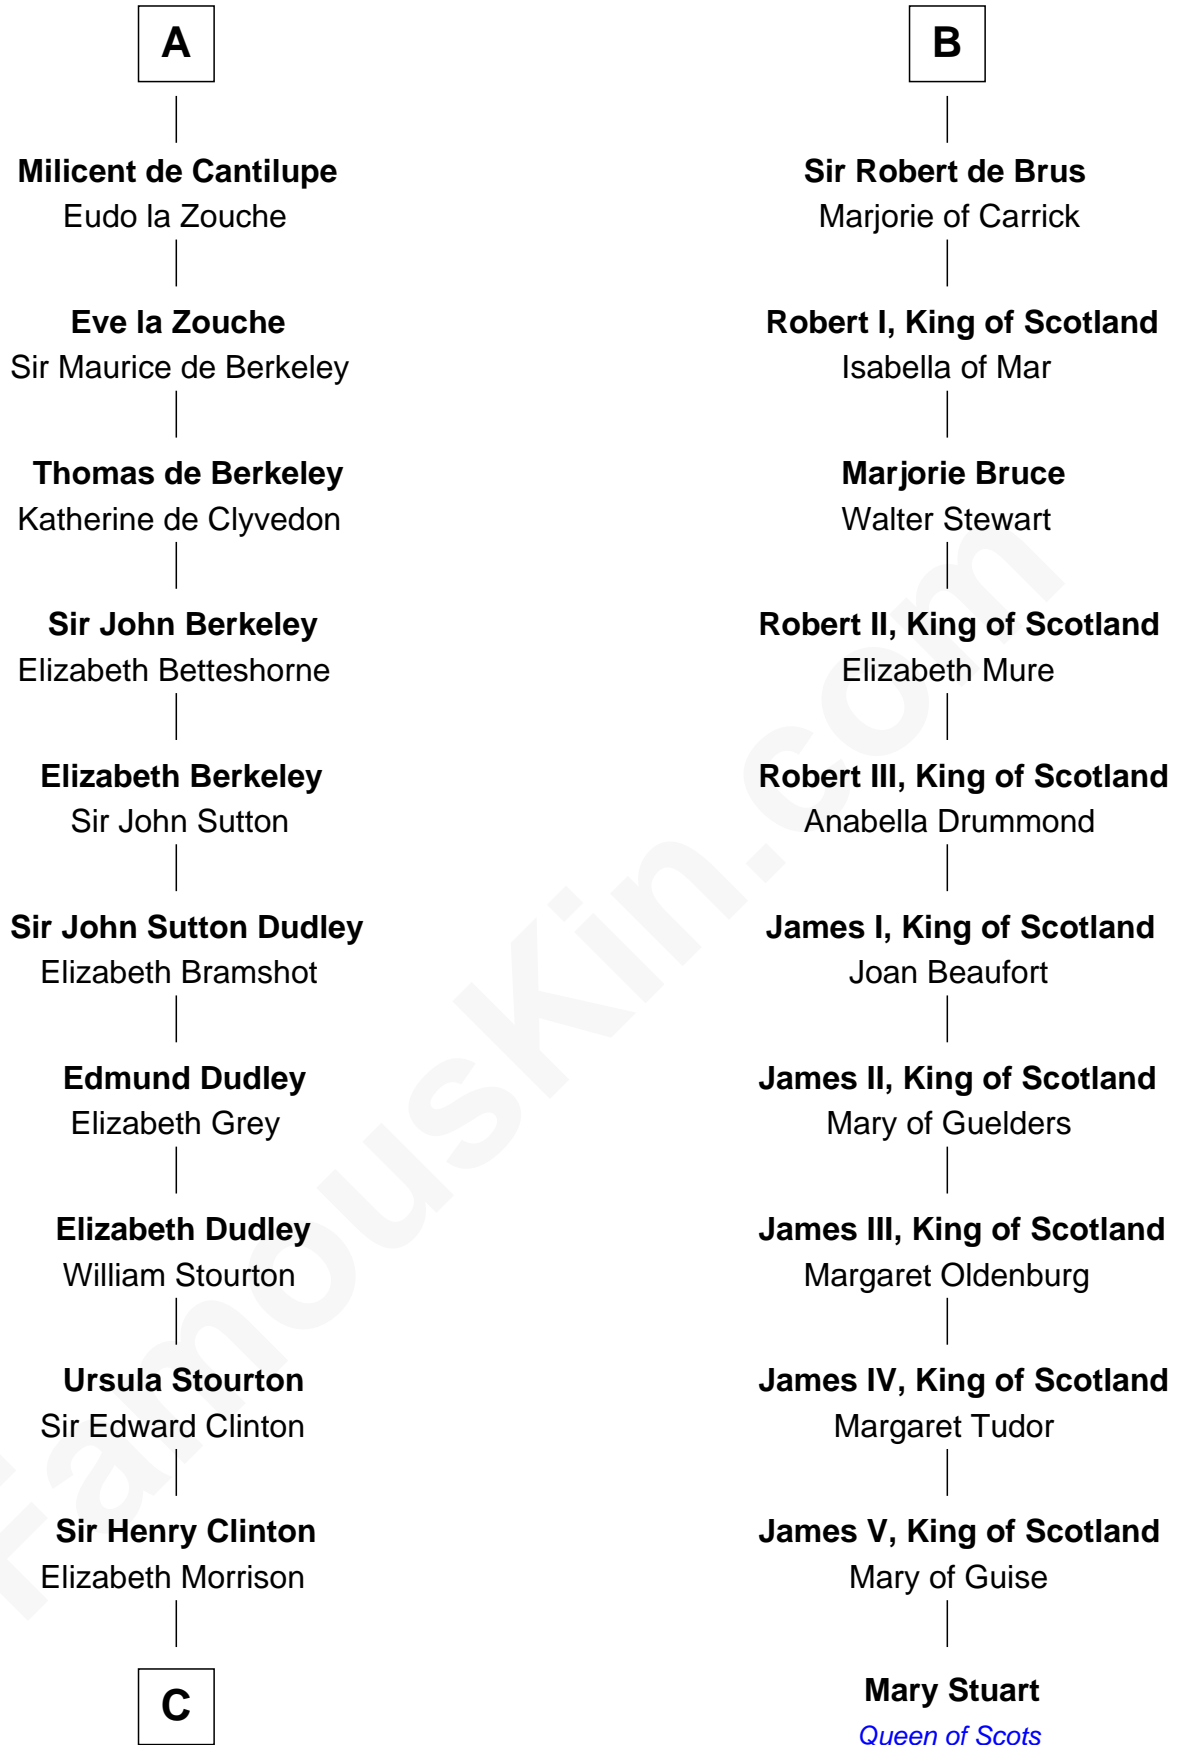 A
Milicent de Cantilupe
Eudo la Zouche
Eve la Zouche
Sir Maurice de Berkeley
Thomas de Berkeley
Katherine de Clyvedon
Sir John Berkeley
Elizabeth Betteshorne
Elizabeth Berkeley
Sir John Sutton
Sir John Sutton Dudley
Elizabeth Bramshot
Edmund Dudley
Elizabeth Grey
Elizabeth Dudley
William Stourton
Ursula Stourton
Sir Edward Clinton
Sir Henry Clinton
Elizabeth Morrison
C
B
Sir Robert de Brus
Marjorie of Carrick
Robert I, King of Scotland
Isabella of Mar
Marjorie Bruce
Walter Stewart
Robert II, King of Scotland
Elizabeth Mure
Robert III, King of Scotland
Anabella Drummond
James I, King of Scotland
Joan Beaufort
James II, King of Scotland
Mary of Guelders
James III, King of Scotland
Margaret Oldenburg
James IV, King of Scotland
Margaret Tudor
James V, King of Scotland
Mary of Guise
Mary Stuart
Queen of Scots
FamousKin.com